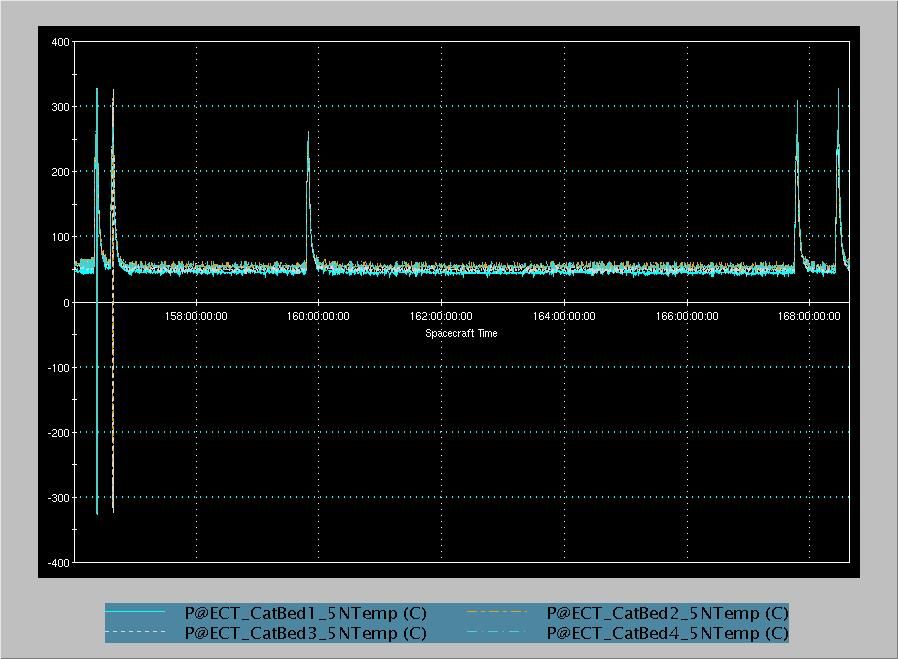 400
300
200
100
0
-100
-200
-300
-400
158:00:00:00 160:00:00:00 162:00:00:00 164:00:00:00 166:00:00:00 168:00:00:00
Spacecraft Time
P@ECT_CatBed1_5NTemp (C) P@ECT_CatBed2_5NTemp (C)
P@ECT_CatBed3_5NTemp (C) P@ECT_CatBed4_5NTemp (C)